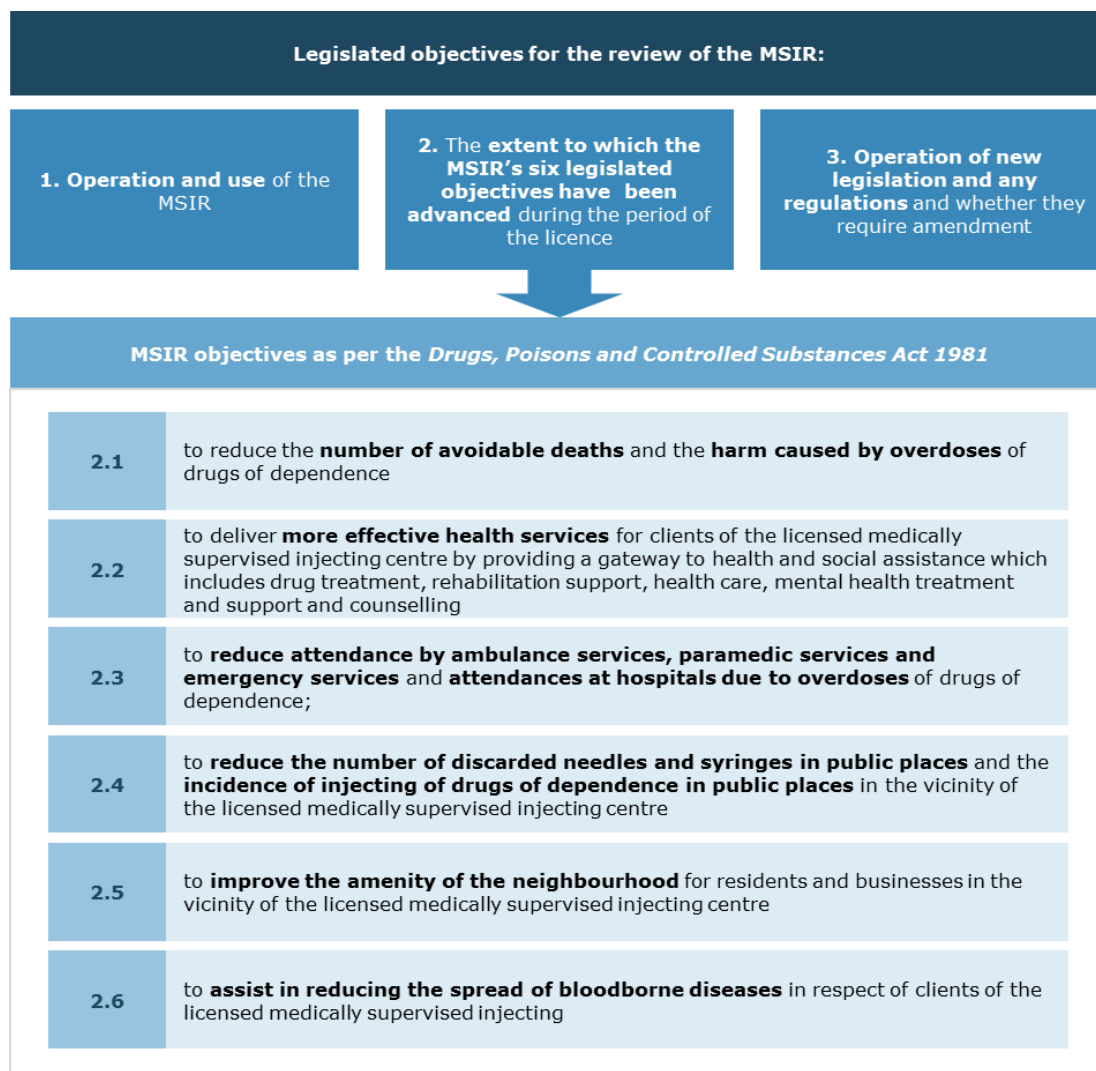 Legislated objectives for the review of the MSIR:
1. Operation and use of the
MSIR
2. The extent to which the
MSIR's six legislated
objectives have been
advanced during the period of
the licence
3. Operation of new
legislation and any
regulations and whether they
require amendment
MSIR objectives as per the Drugs, Poisons and Controlled Substances Act 1981
2.1
to reduce the number of avoidable deaths and the harm caused by overdoses of
drugs of dependence
2.2
to deliver more effective health services for clients of the licensed medically
supervised injecting centre by providing a gateway to health and social assistance which
includes drug treatment, rehabilitation support, health care, mental health treatment
and support and counselling
2.3
to reduce attendance by ambulance services, paramedic services and
emergency services and attendances at hospitals due to overdoses of drugs of
dependence;
2.4
to reduce the number of discarded needles and syringes in public places and the
incidence of injecting of drugs of dependence in public places in the vicinity of
the licensed medically supervised injecting centre
2.5
to improve the amenity of the neighbourhood for residents and businesses in the
vicinity of the licensed medically supervised injecting centre
2.6
to assist in reducing the spread of bloodborne diseases in respect of clients of the
licensed medically supervised injecting